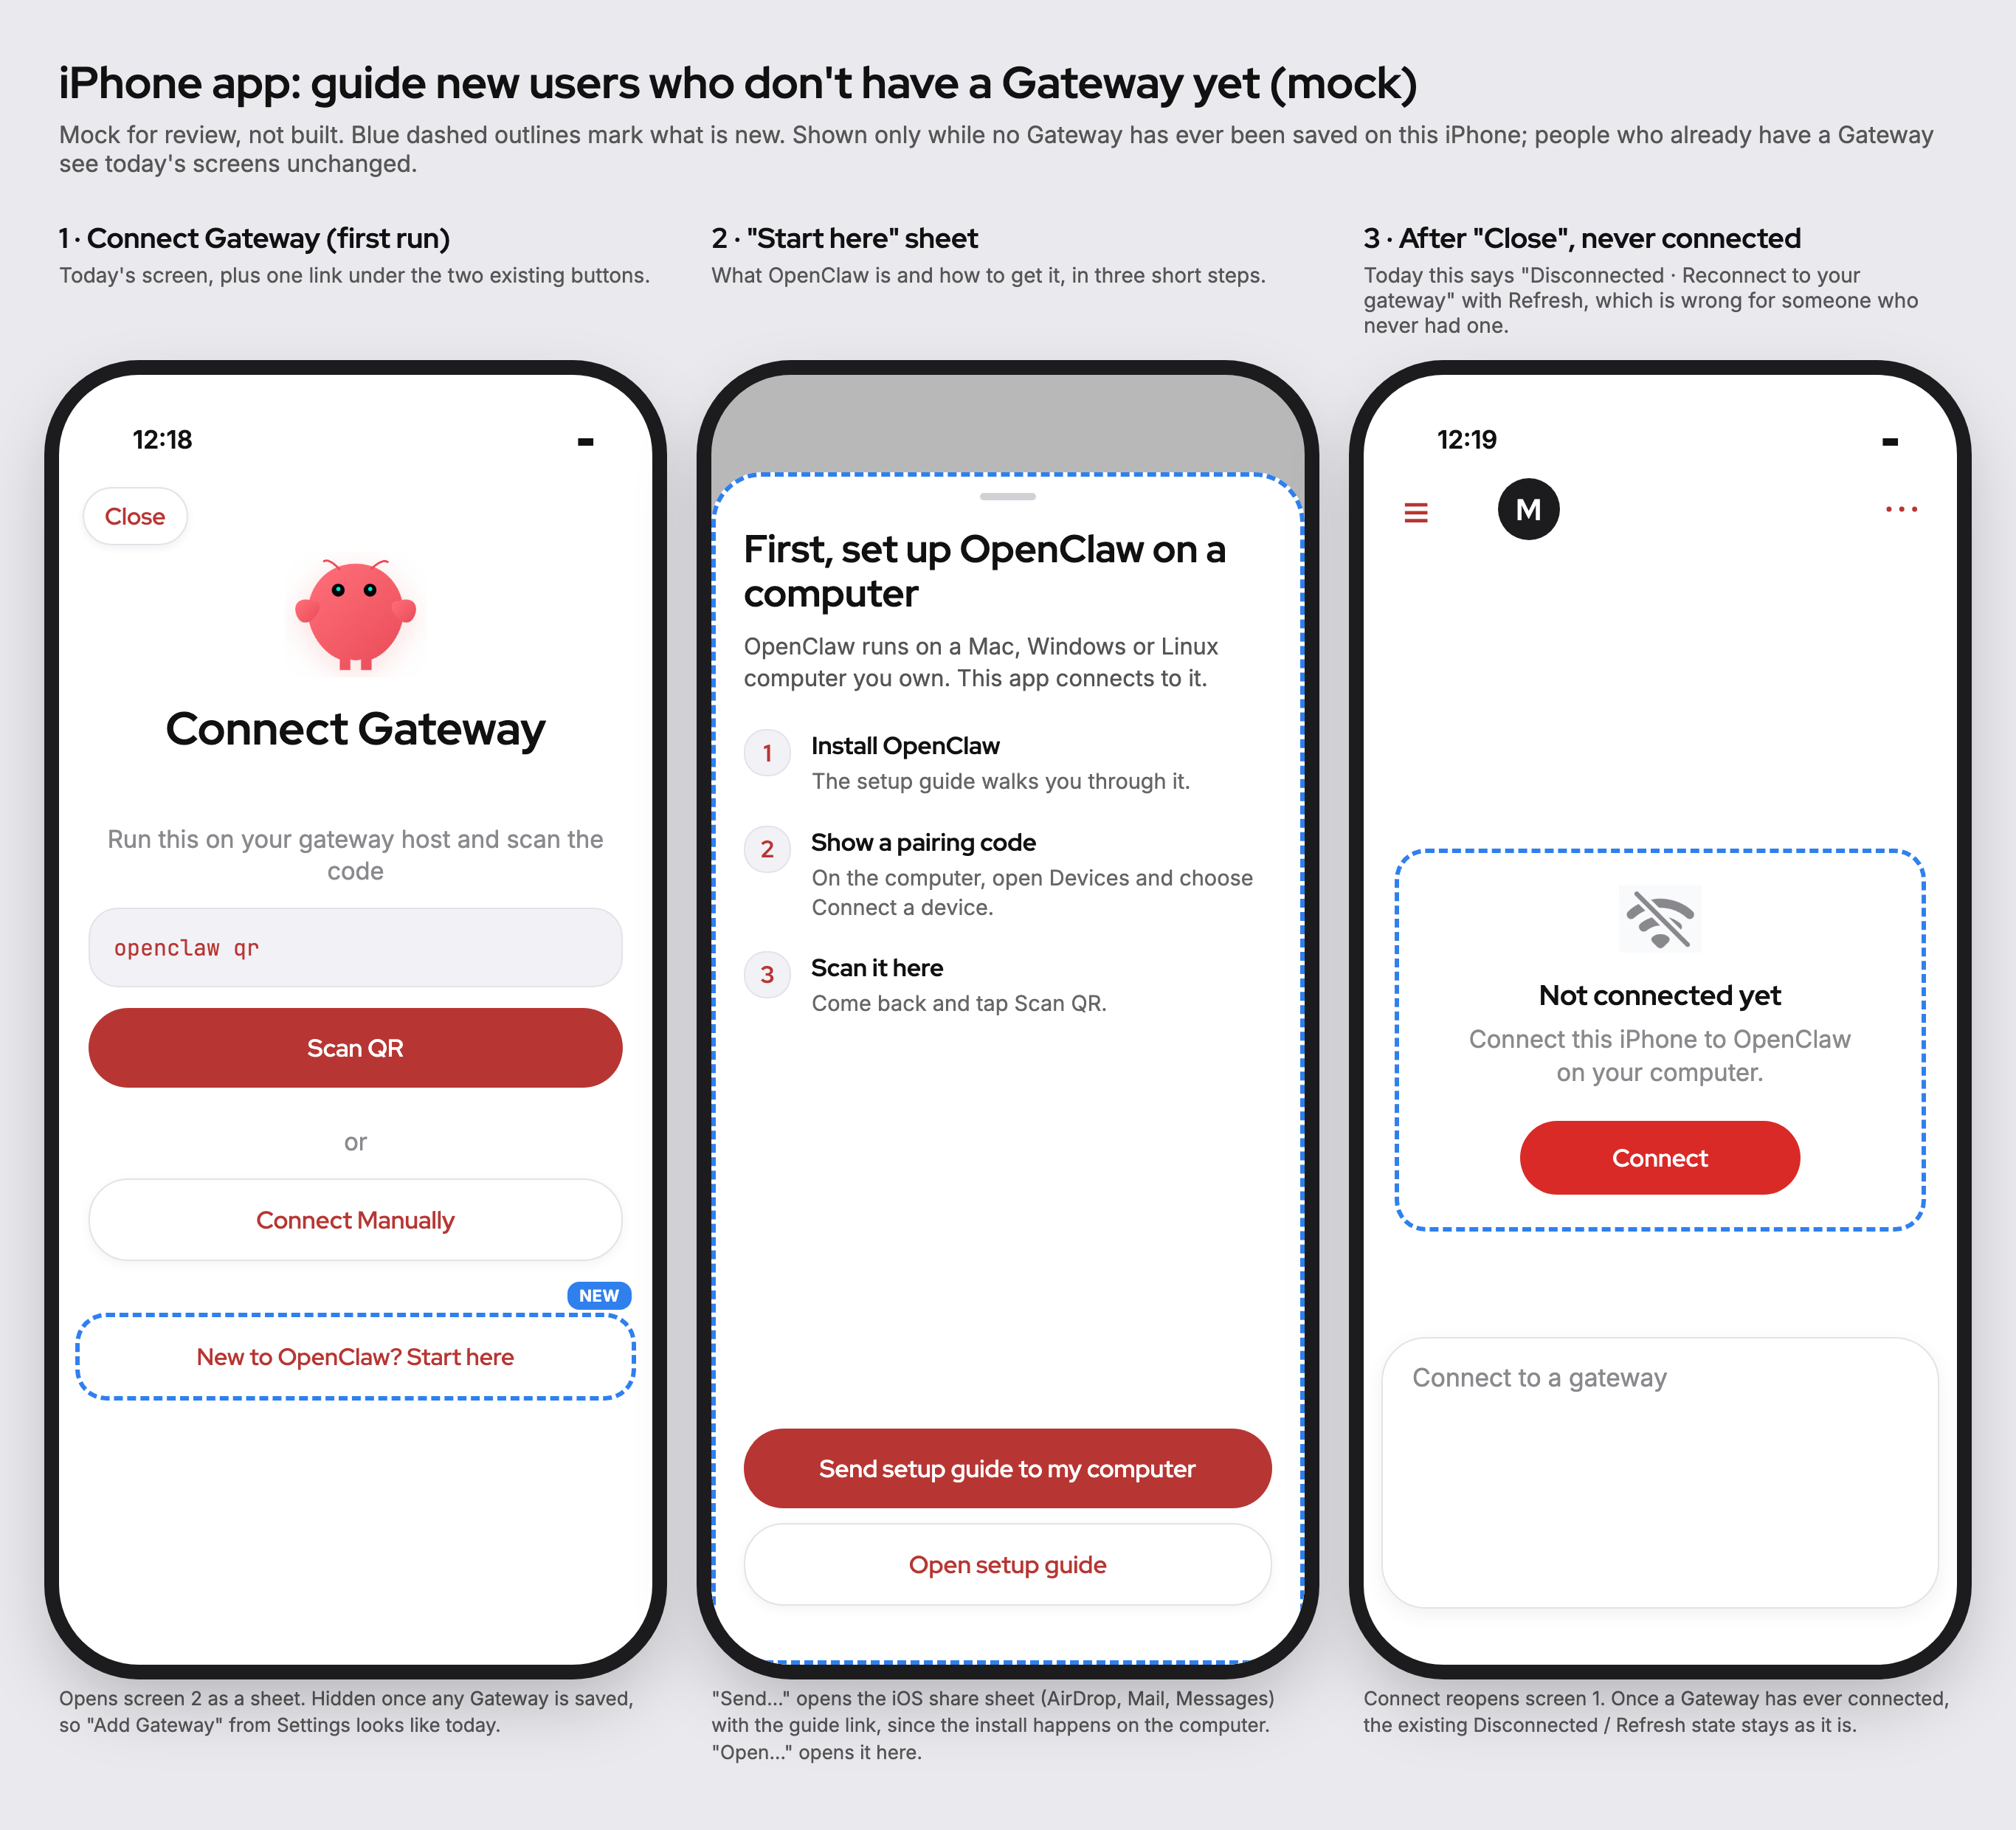 iPhone app: guide new users who don't have a Gateway yet (mock)
Mock for review, not built. Blue dashed outlines mark what is new. Shown only while no Gateway has ever been saved on this iPhone; people who already have a Gateway
see today's screens unchanged.
1 · Connect Gateway (first run)
Today's screen, plus one link under the two existing buttons.
12:18
Close
Connect Gateway
Run this on your gateway host and scan the
code
openclaw qr
Scan QR
or
Connect Manually
NEW
New to OpenClaw? Start here
Opens screen 2 as a sheet. Hidden once any Gateway is saved,
so "Add Gateway" from Settings looks like today.
2 · "Start here" sheet
What OpenClaw is and how to get it, in three short steps.
First, set up OpenClaw on a
computer
OpenClaw runs on a Mac, Windows or Linux
computer you own. This app connects to it.
1
Install OpenClaw
The setup guide walks you through it.
2
Show a pairing code
On the computer, open Devices and choose
Connect a device.
3
Scan it here
Come back and tap Scan QR.
Send setup guide to my computer
Open setup guide
"Send..." opens the iOS share sheet (AirDrop, Mail, Messages)
with the guide link, since the install happens on the computer.
"Open..." opens it here.
3 · After "Close", never connected
Today this says "Disconnected · Reconnect to your
gateway" with Refresh, which is wrong for someone who
never had one.
12:19
M
Not connected yet
Connect this iPhone to OpenClaw
on your computer.
Connect
Connect to a gateway
Connect reopens screen 1. Once a Gateway has ever connected,
the existing Disconnected / Refresh state stays as it is.